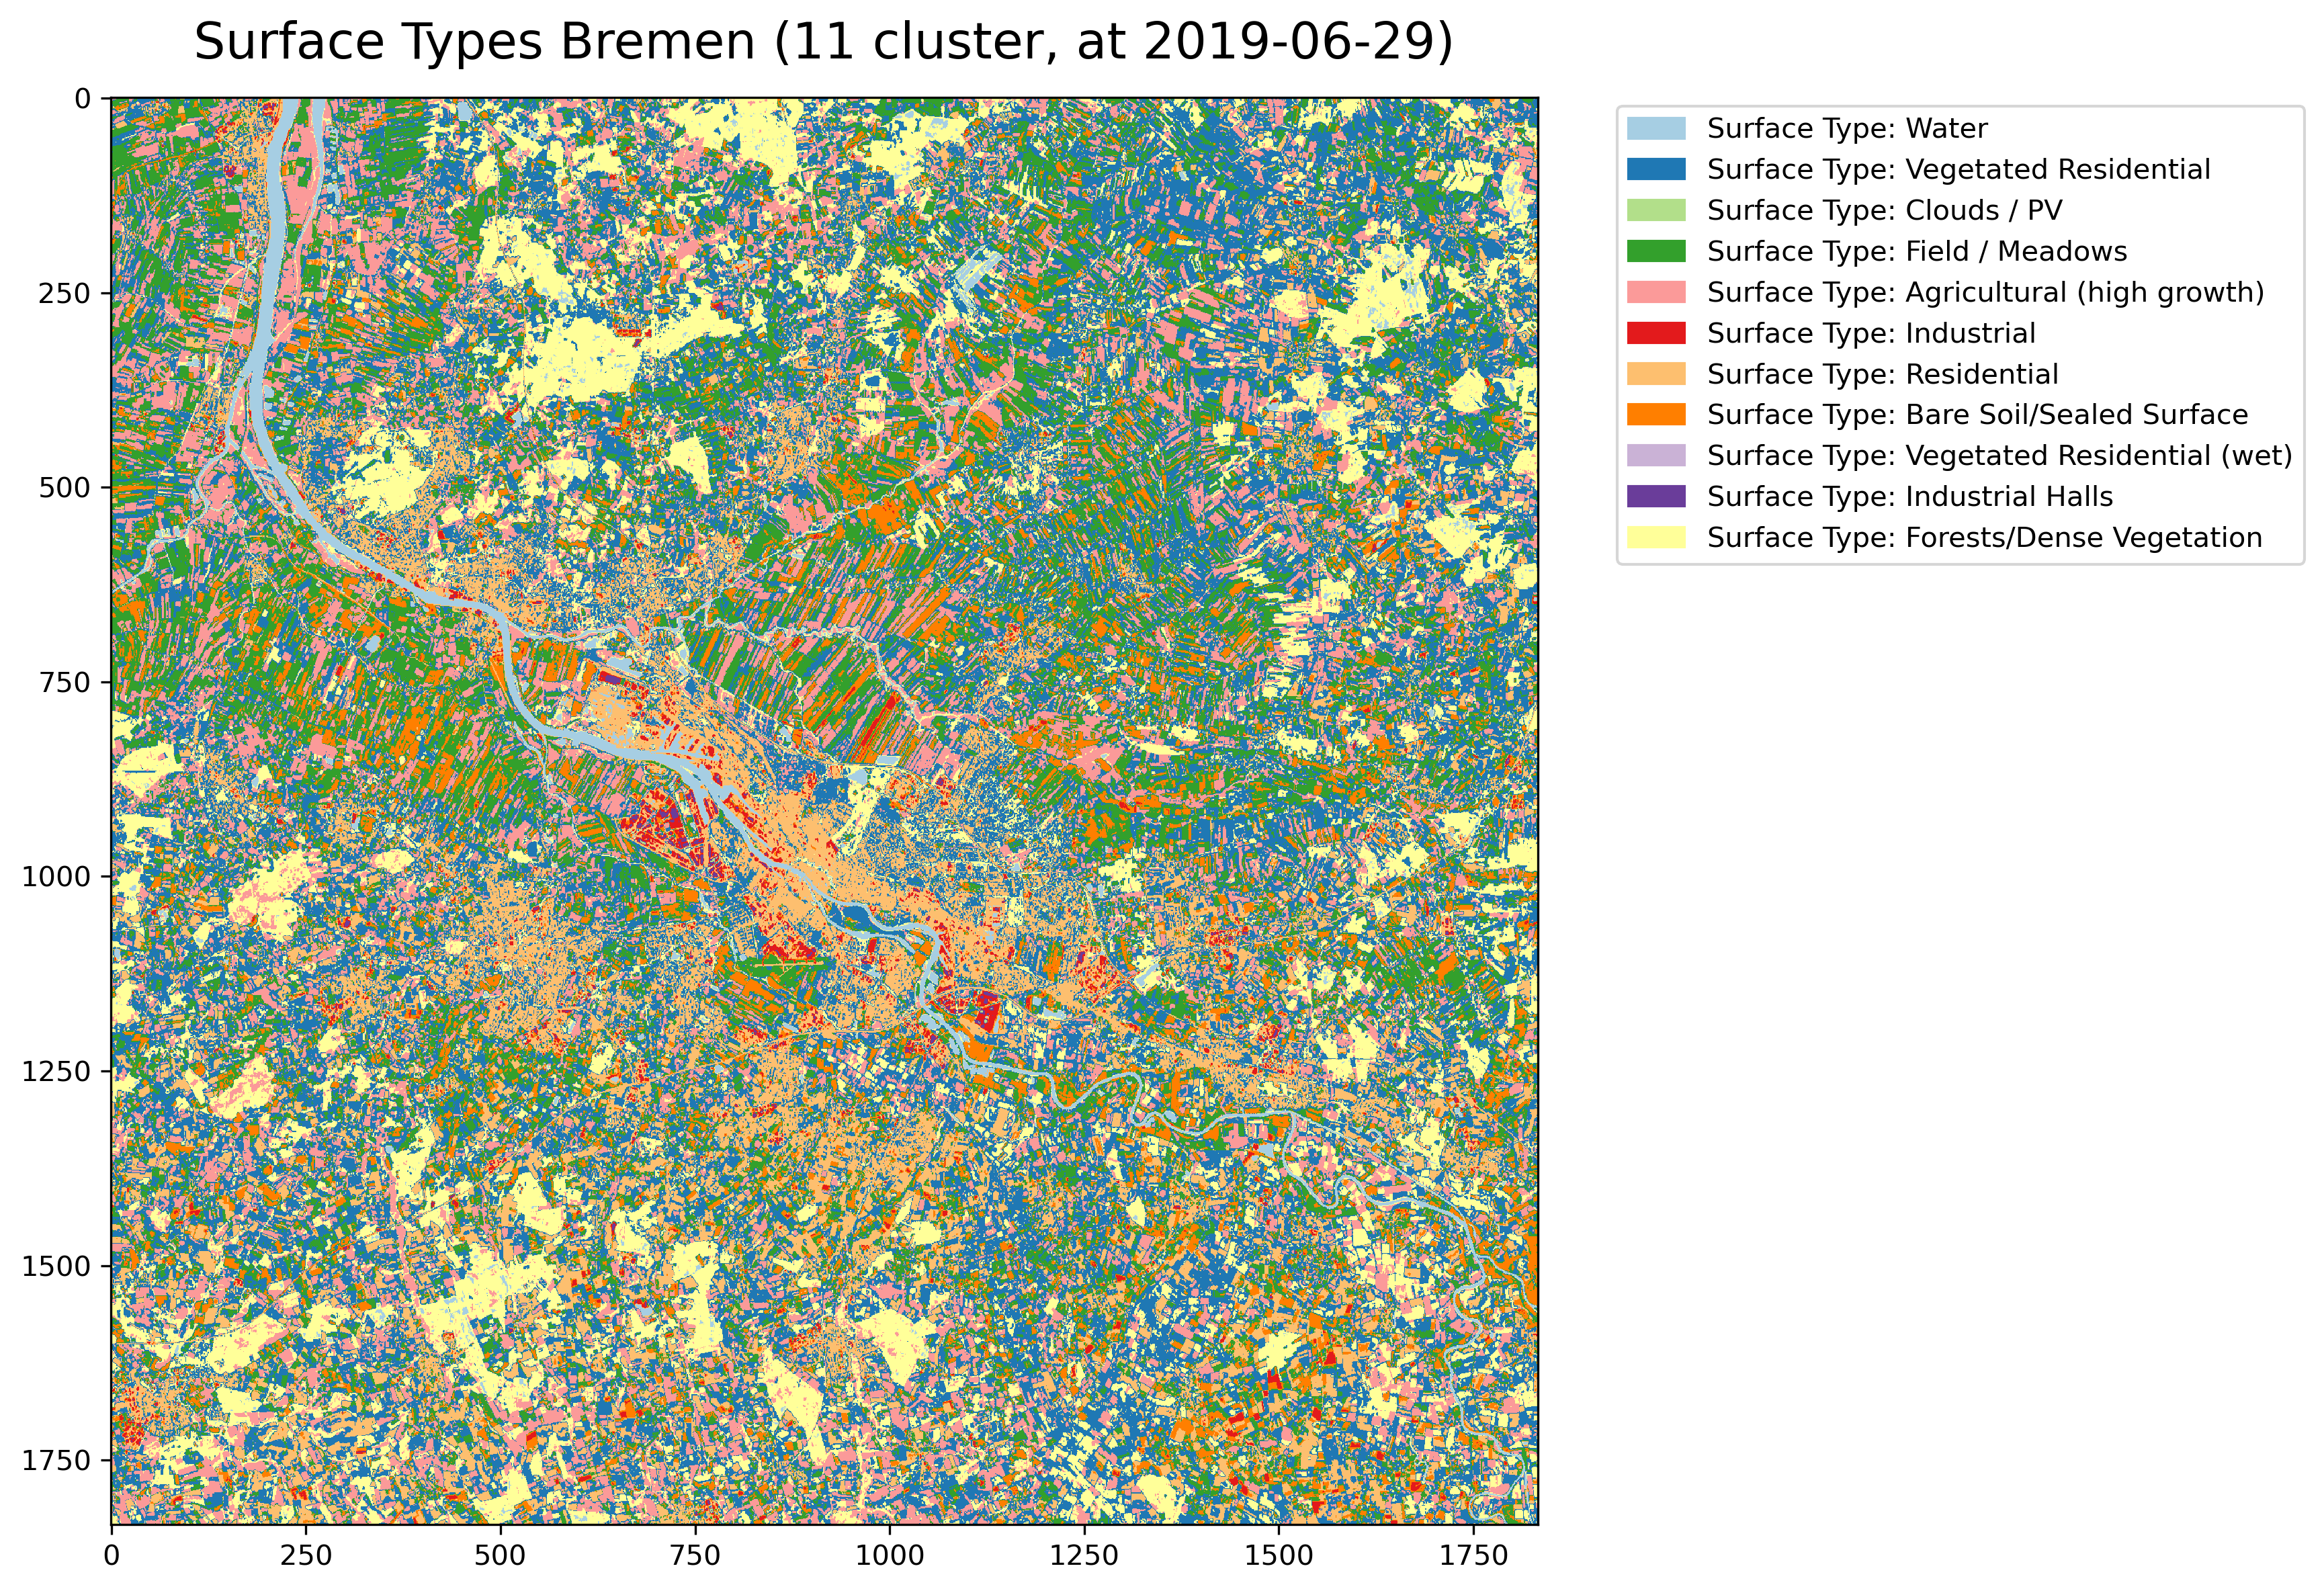 Surface Types Bremen (11 cluster, at 2019-06-29)
0
250
500
750
1000
1250
1500
1750
0 250 500 750 1000 1250 1500 1750
Surface Type: Water
Surface Type: Vegetated Residential
Surface Type: Clouds / PV
Surface Type: Field / Meadows
Surface Type: Agricultural (high growth)
Surface Type: Industrial
Surface Type: Residential
Surface Type: Bare Soil/Sealed Surface
Surface Type: Vegetated Residential (wet)
Surface Type: Industrial Halls
Surface Type: Forests/Dense Vegetation